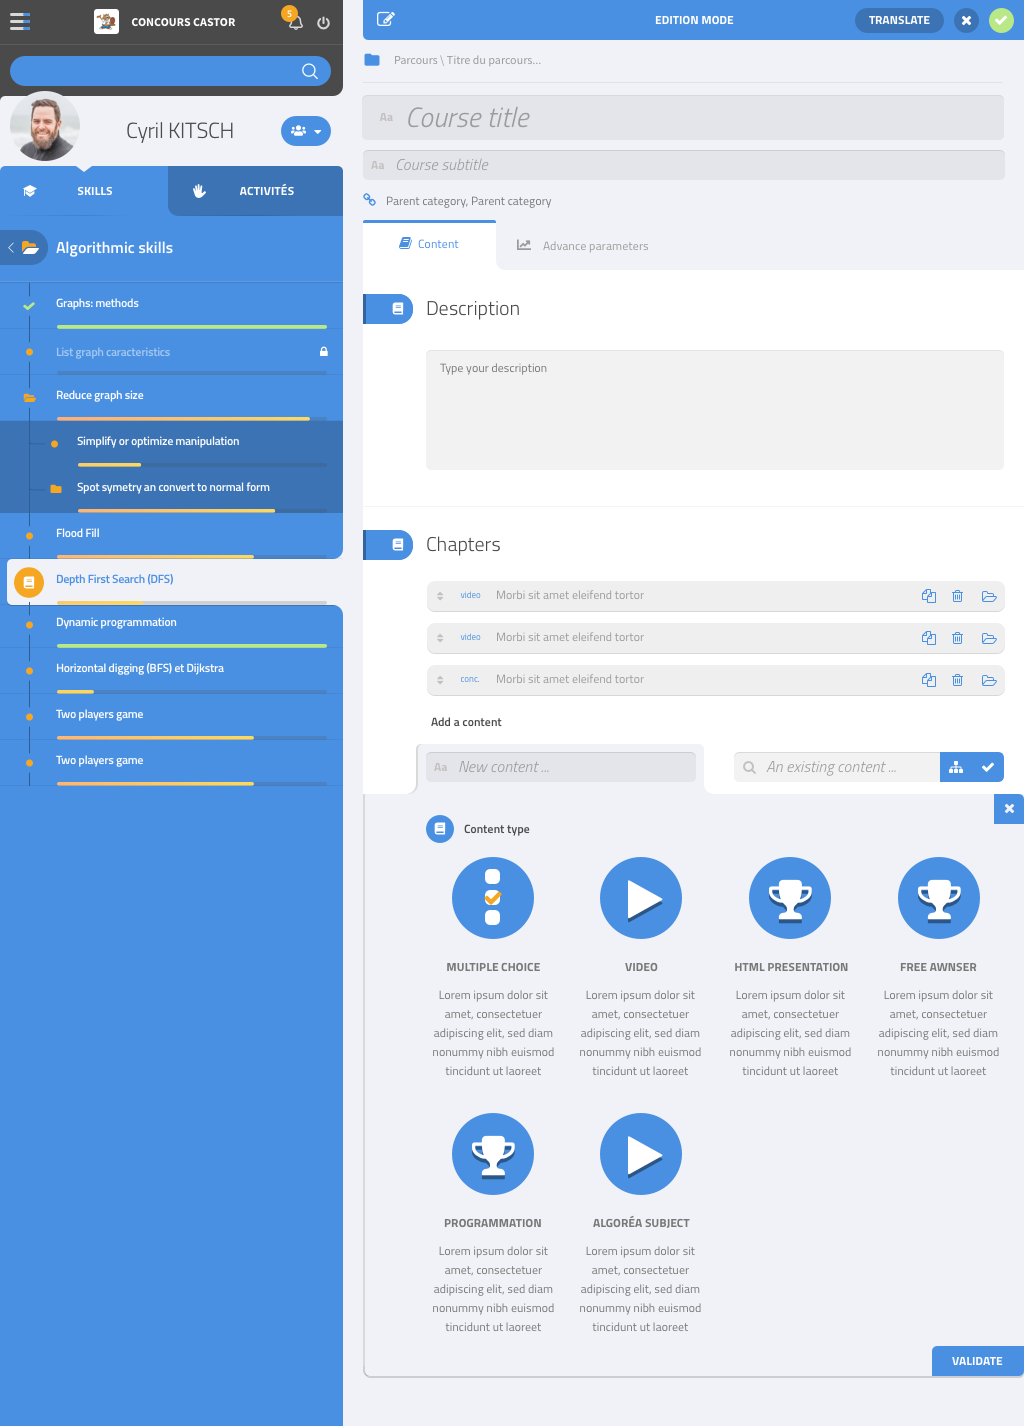 CONCOURS CASTOR
5
Cyril KITSCH
SKILLS
ACTIVITÉS
Algorithmic skills
Graphs: methods
List graph caracteristics
Reduce graph size
Simplify or optimize manipulation
Spot symetry an convert to normal form
Flood Fill
Depth First Search (DFS)
Dynamic programmation
Horizontal digging (BFS) et Dijkstra
Two players game
Two players game
EDITION MODE
TRANSLATE
Parcours \ Titre du parcours...
Aa Course title
Aa Course subtitle
Parent category, Parent category
Content
Advance parameters
Description
Type your description
Chapters
video Morbi sit amet eleifend tortor
video Morbi sit amet eleifend tortor
conc. Morbi sit amet eleifend tortor
Add a content
Aa New content ...
An existing content ...
Content type
MULTIPLE CHOICE
Lorem ipsum dolor sit
amet, consectetuer
adipiscing elit, sed diam
nonummy nibh euismod
tincidunt ut laoreet
VIDEO
Lorem ipsum dolor sit
amet, consectetuer
adipiscing elit, sed diam
nonummy nibh euismod
tincidunt ut laoreet
HTML PRESENTATION
Lorem ipsum dolor sit
amet, consectetuer
adipiscing elit, sed diam
nonummy nibh euismod
tincidunt ut laoreet
FREE AWNSER
Lorem ipsum dolor sit
amet, consectetuer
adipiscing elit, sed diam
nonummy nibh euismod
tincidunt ut laoreet
PROGRAMMATION
Lorem ipsum dolor sit
amet, consectetuer
adipiscing elit, sed diam
nonummy nibh euismod
tincidunt ut laoreet
ALGORÉA SUBJECT
Lorem ipsum dolor sit
amet, consectetuer
adipiscing elit, sed diam
nonummy nibh euismod
tincidunt ut laoreet
VALIDATE